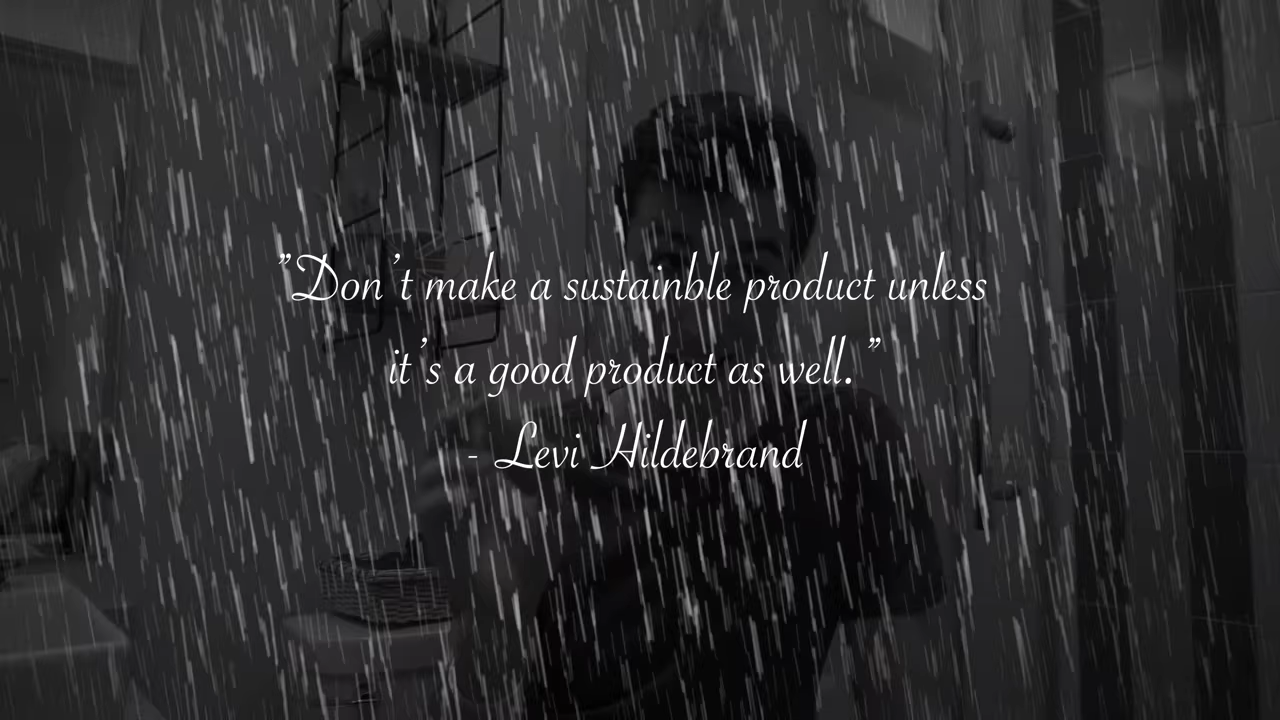 ”Don’t make a sustainble product unless
it’s a good product as well. ”
- Levi Hildebrand